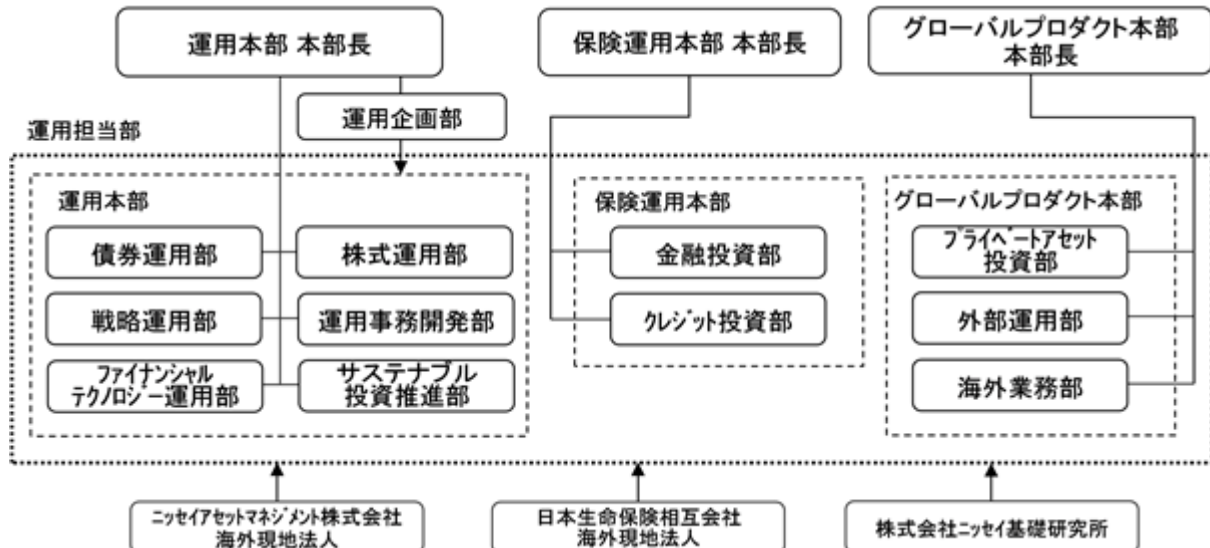 運用本部 本部長
保険運用本部 本部長
グローバルプロダクト本部
本部長
運用企画部
運用担当部
運用本部
債券運用部
株式運用部
戦略運用部
運用事務開発部
ファイナンシャル
テクノロジー運用部
サステナブル
投資推進部
保険運用本部
金融投資部
クレジット投資部
グローバルプロダクト本部
プライベートアセット
投資部
外部運用部
海外業務部
ニッセイアセットマネジメント株式会社
海外現地法人
日本生命保険相互会社
海外現地法人
株式会社ニッセイ基礎研究所